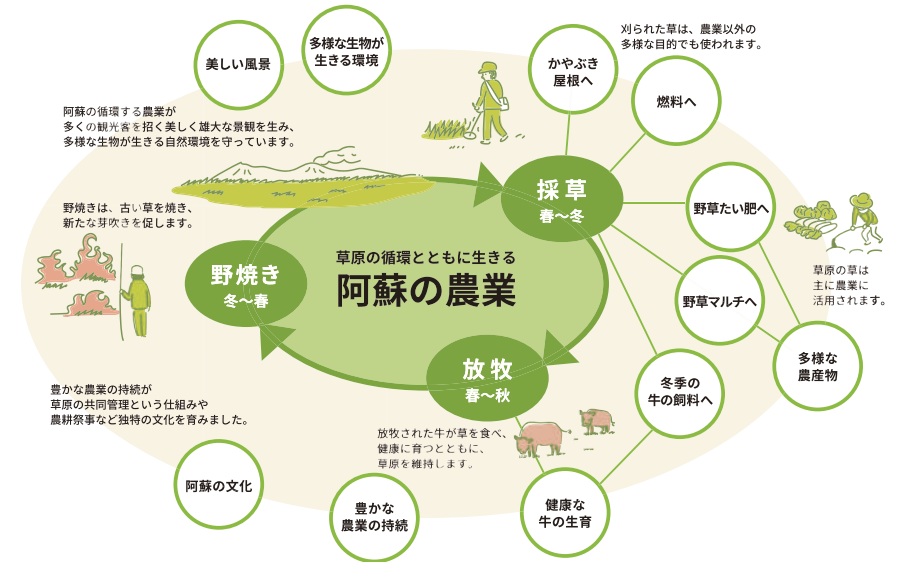 美しい風景
多様な生物が
生きる環境
かやぶき
屋根へ
刈られた草は、農業以外の
多様な目的でも使われます。
燃料へ
阿蘇の循環する農業が
多くの観光客を招く美しく雄大な景観を生み、
多様な生物が生きる自然環境を守っています。
採草
春～冬
野草たい肥へ
野焼きは、古い草を焼き、
新たな芽吹きを促します。
草原の循環とともに生きる
阿蘇の農業
野焼き
冬～春
草原の草は
主に農業に
活用されます。
野草マルチへ
多様な
農産物
放牧
春～秋
冬季の
牛の飼料へ
豊かな農業の持続が
草原の共同管理という仕組みや
農耕祭事など独特の文化を育みました。
放牧された牛が草を食べ、
健康に育つとともに、
草原を維持します。
阿蘇の文化
豊かな
農業の持続
健康な
牛の生育